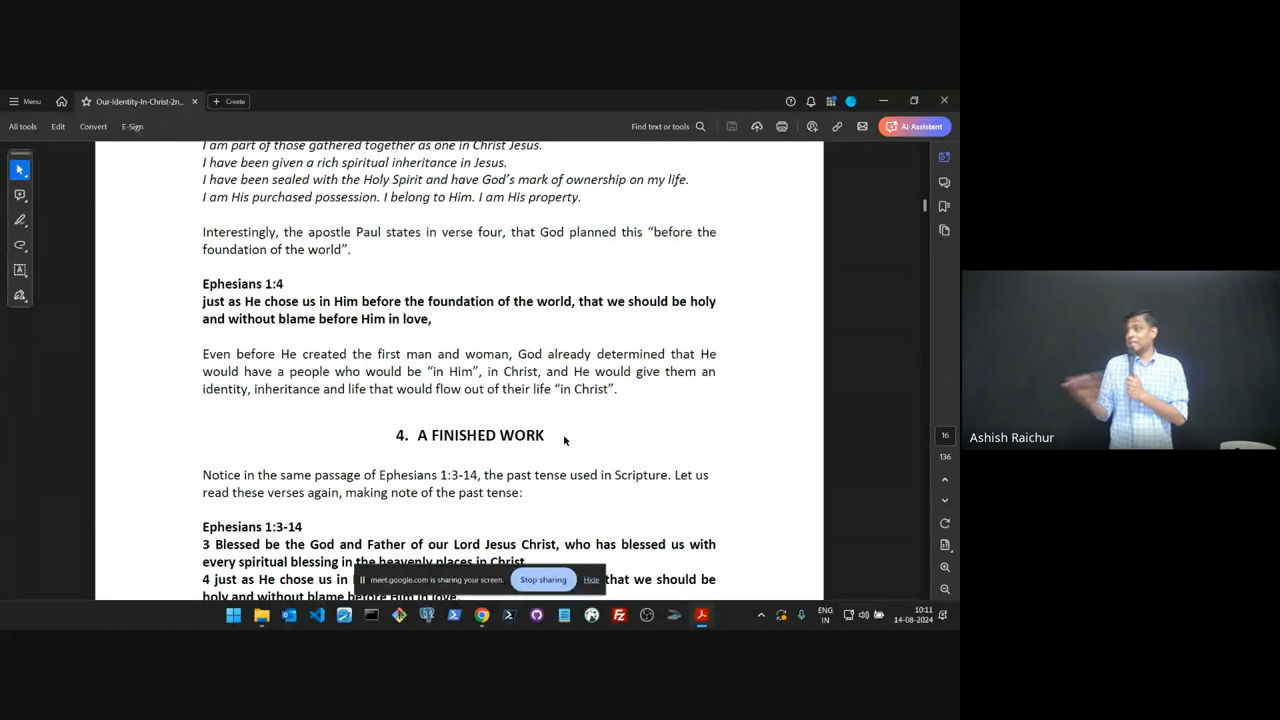 Menu
Our-Identity-In-Christ-2n...
Create
All tools
Edit
Convert
E-Sign
Find text or tools
AI Assistant
I am part of those gathered together as one in Christ Jesus.
I have been given a rich spiritual inheritance in Jesus.
I have been sealed with the Holy Spirit and have God's mark of ownership on my life.
I am His purchased possession. I belong to Him. I am His property.
Interestingly, the apostle Paul states in verse four, that God planned this “before the
foundation of the world”.
Ephesians 1:4
just as He chose us in Him before the foundation of the world, that we should be holy
and without blame before Him in love,
Even before He created the first man and woman, God already determined that He
would have a people who would be “in Him”, in Christ, and He would give them an
identity, inheritance and life that would flow out of their life “in Christ”.
4. A FINISHED WORK
Notice in the same passage of Ephesians 1:3-14, the past tense used in Scripture. Let us
read these verses again, making note of the past tense:
Ephesians 1:3-14
3 Blessed be the God and Father of our Lord Jesus Christ, who has blessed us with
every spiritual blessing in the heavenly places in Christ
4 just as He chose us in that we should be
holy and without blame before Him in love.
meet.google.com is sharing your screen.
Stop sharing
Hide
16
136
Ashish Raichur
ENG
IN
10:11
14-08-2024